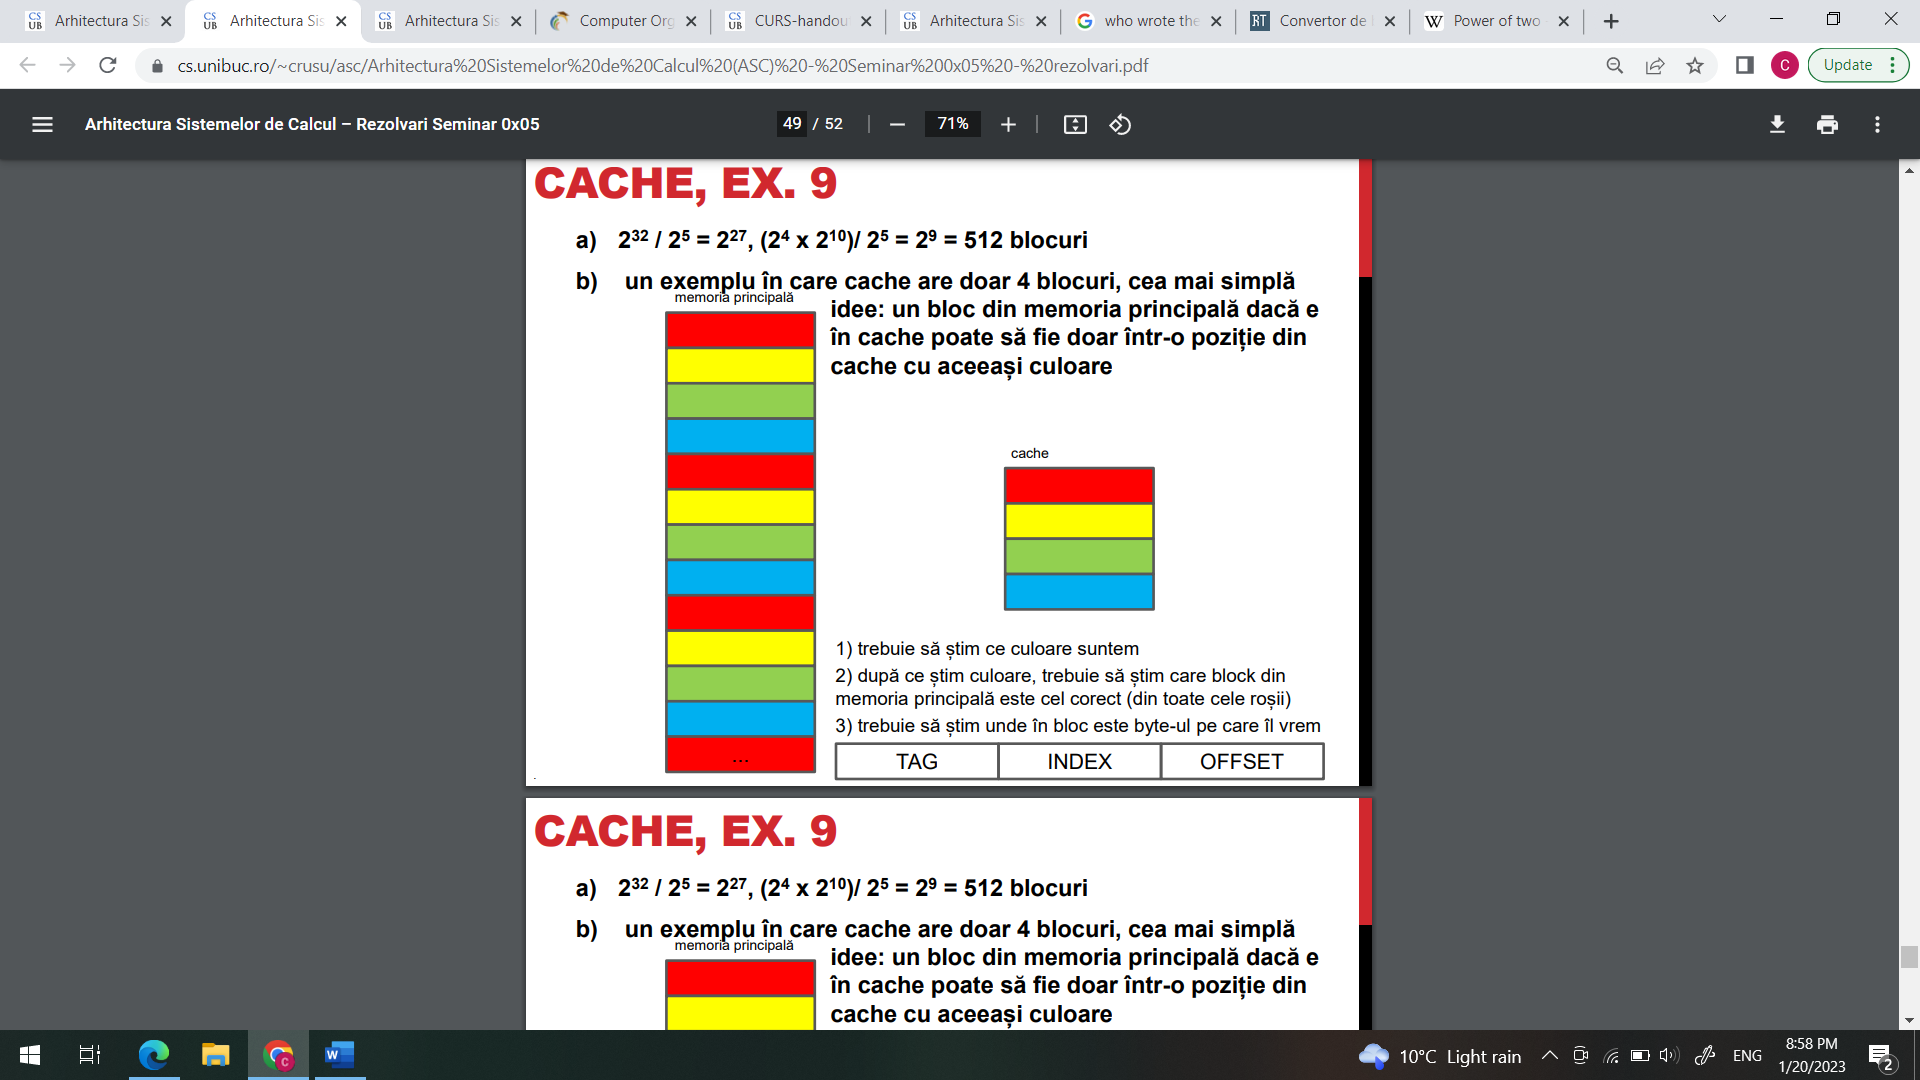 Arhitectura Sis
Arhitectura Sis
Arhitectura Sis
Computer Org
CURS-handou
Arhitectura Sis
who wrote the
Convertor de
Power of two
cs.unibuc.ro/~crusu/asc/Arhitectura%20Sistemelor%20de%20Calcul%20(ASC)%20-%20Seminar%200x05%20-%20rezolvari.pdf
C
Update
Arhitectura Sistemelor de Calcul – Rezolvari Seminar 0x05
49 / 52
71%
CACHE, EX. 9
a) 2³² / 2⁵ = 2²⁷, (2⁴ x 2¹⁰)/ 2⁵ = 2⁹ = 512 blocuri
b) un exemplu în care cache are doar 4 blocuri, cea mai simplă
memoria principală
idee: un bloc din memoria principală dacă e
în cache poate să fie doar într-o poziție din
cache cu aceeași culoare
cache
1) trebuie să știm ce culoare suntem
2) după ce știm culoare, trebuie să știm care block din
memoria principală este cel corect (din toate cele roșii)
3) trebuie să știm unde în bloc este byte-ul pe care îl vrem
...
TAG INDEX OFFSET
CACHE, EX. 9
a) 2³² / 2⁵ = 2²⁷, (2⁴ x 2¹⁰)/ 2⁵ = 2⁹ = 512 blocuri
b) un exemplu în care cache are doar 4 blocuri, cea mai simplă
memoria principală
idee: un bloc din memoria principală dacă e
în cache poate să fie doar într-o poziție din
cache cu aceeași culoare
10°C Light rain
ENG
8:58 PM
1/20/2023
2